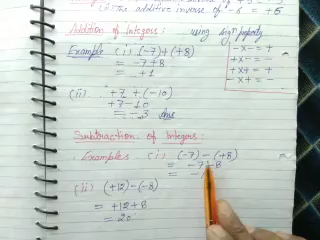 (i) the additive inverse of -6 = +6
Addition of Integers: using sign property
Example (i) (-7)+(+8)
= -7+8
= +1
- × - = +
- × + = -
+ × + = +
+ × - = -
(ii) +7 + (-10)
+7-10
= -3 Ans
Subtraction of Integers:
Examples (i) (-7) - (+8)
= -7-8
= -1
(ii) (+12) - (-8)
= +12 + 8
= 20